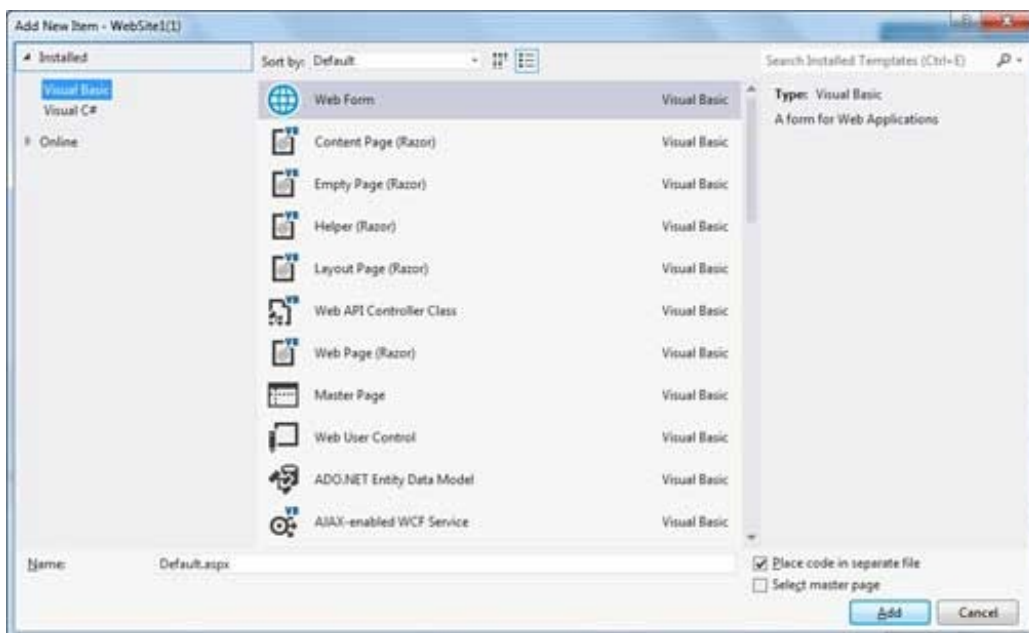 Add New Item - WebSite1(1)
Installed
Sort by: Default
Search Installed Templates (Ctrl+E)
Visual Basic
Visual C#
Online
Web Form Visual Basic
Content Page (Razor) Visual Basic
Empty Page (Razor) Visual Basic
Helper (Razor) Visual Basic
Layout Page (Razor) Visual Basic
Web API Controller Class Visual Basic
Web Page (Razor) Visual Basic
Master Page Visual Basic
Web User Control Visual Basic
ADO.NET Entity Data Model Visual Basic
AJAX-enabled WCF Service Visual Basic
Type: Visual Basic
A form for Web Applications
Name: Default.aspx
Place code in separate file
Select master page
Add Cancel